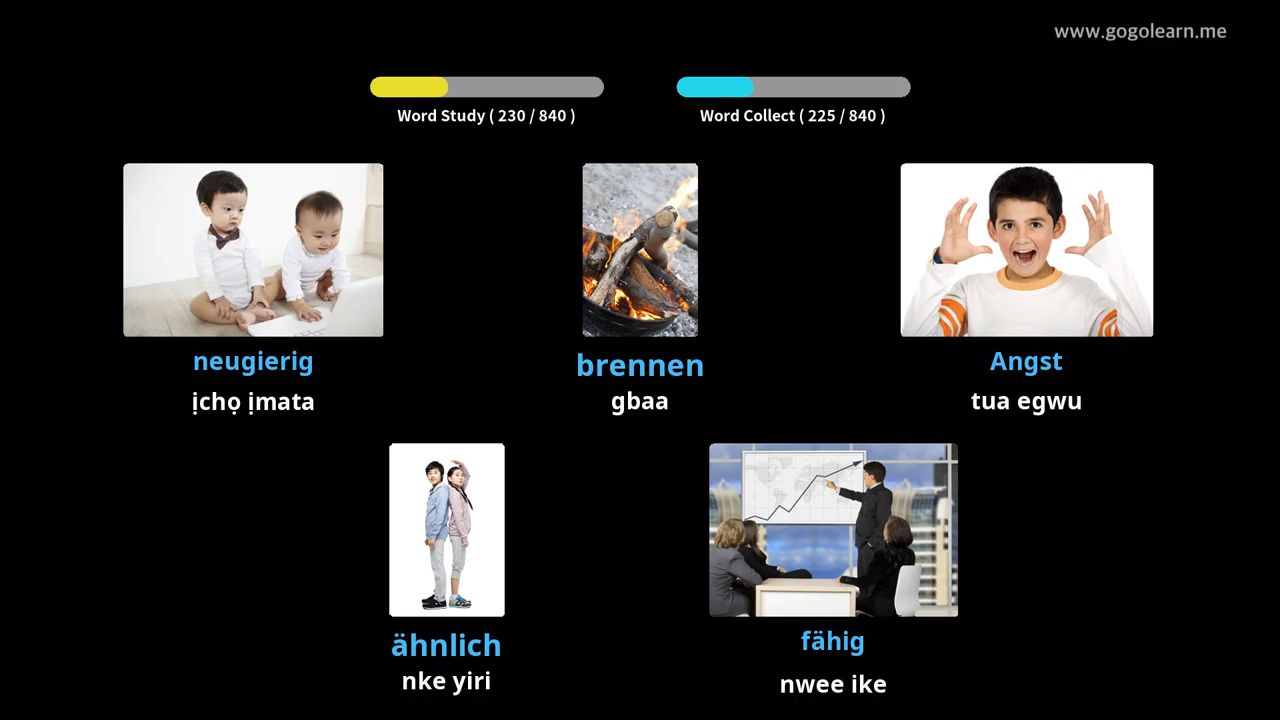 www.gogolearn.me
Word Study ( 230 / 840 )
Word Collect ( 225 / 840 )
neugierig
ịchọ ịmata
brennen
gbaa
Angst
tua egwu
ähnlich
nke yiri
fähig
nwee ike